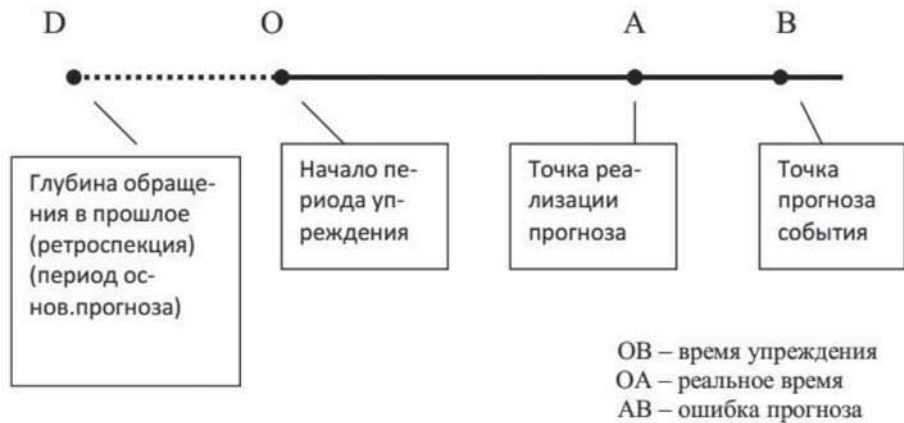 D
O
A
B
Глубина обраще-
ния в прошлое
(ретроспекция)
(период ос-
нов.прогноза)
Начало пе-
риода уп-
реждения
Точка реа-
лизации
прогноза
Точка
прогноза
события
OB – время упреждения
OA – реальное время
AB – ошибка прогноза